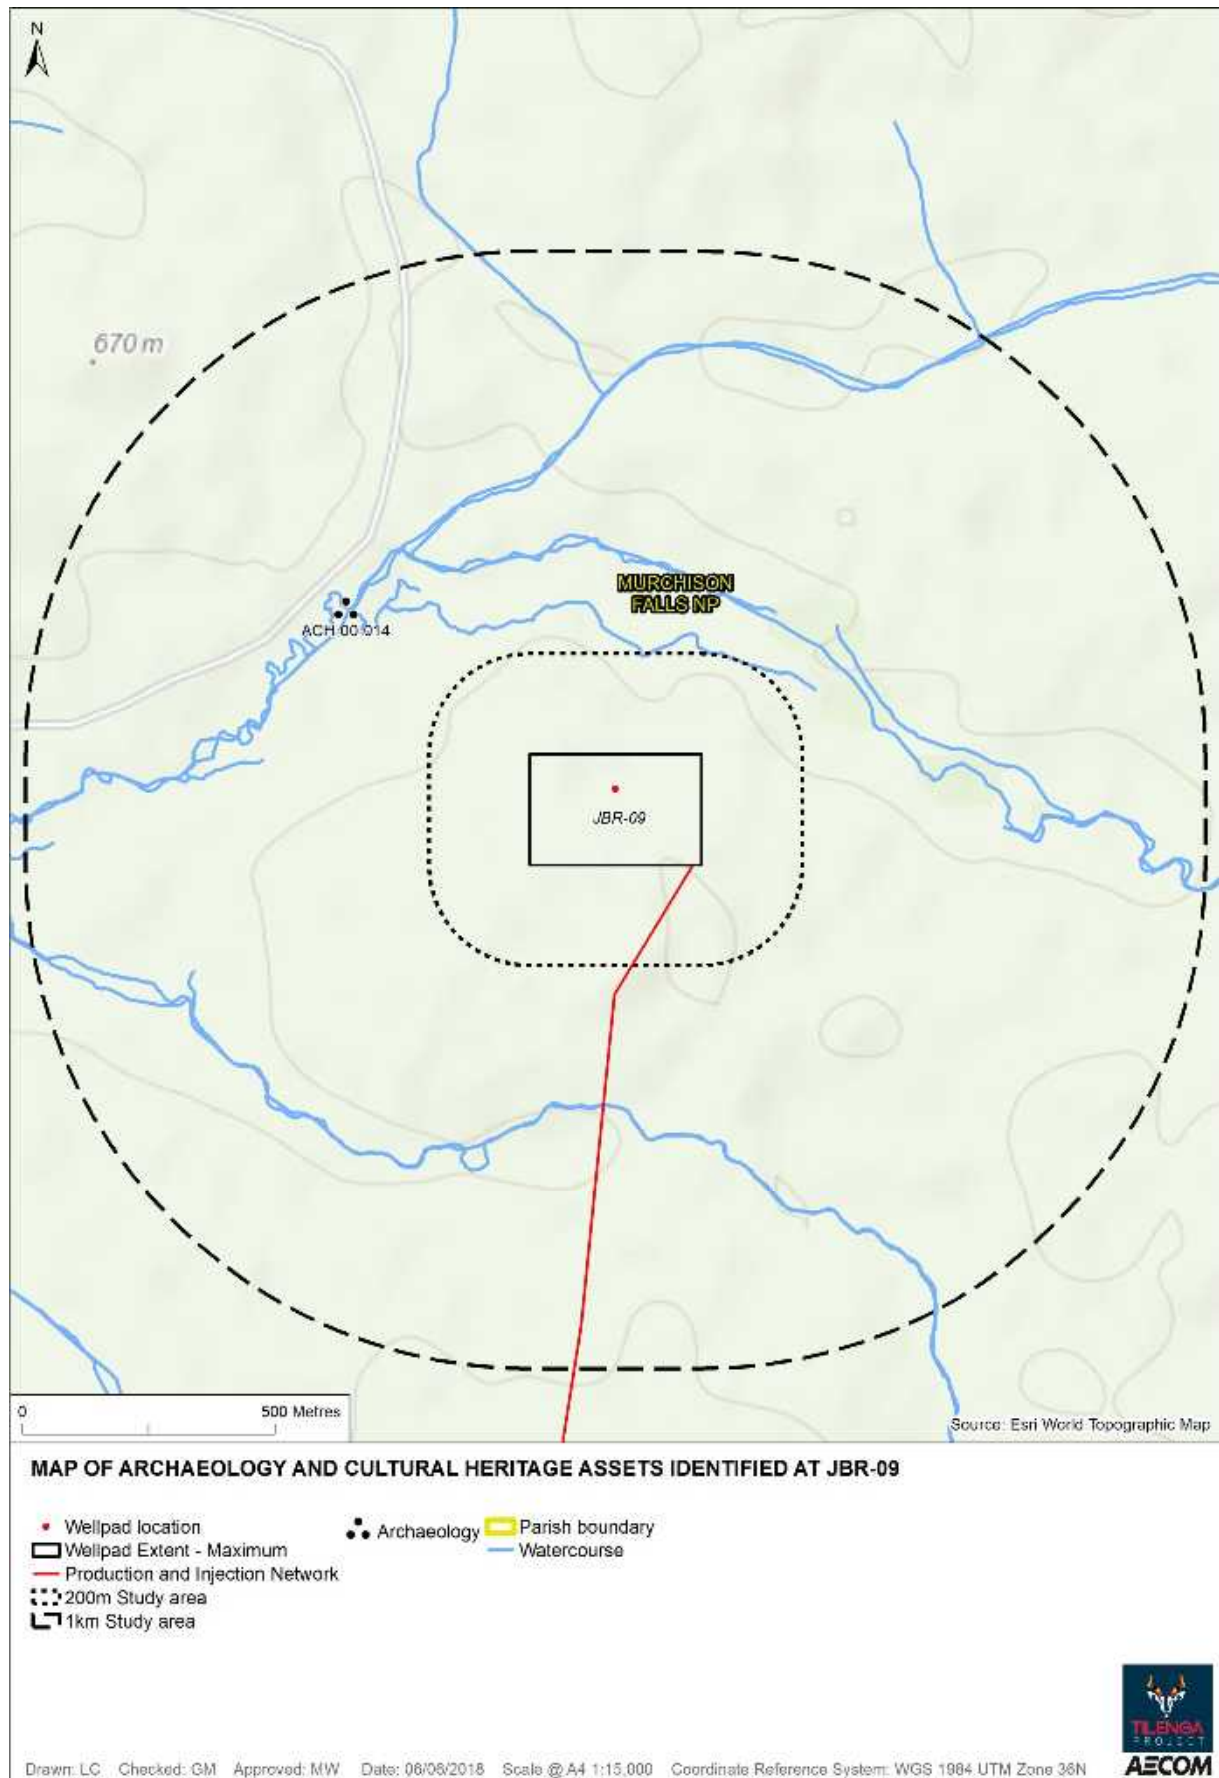 N
670 m
MURCHISON
FALLS NP
ACH 00 014
JBR-09
0 500 Metres
Source: Esri World Topographic Map
MAP OF ARCHAEOLOGY AND CULTURAL HERITAGE ASSETS IDENTIFIED AT JBR-09
Wellpad location
Wellpad Extent - Maximum
Production and Injection Network
200m Study area
1km Study area
Archaeology
Parish boundary
Watercourse
TILENGA
PROJECT
AECOM
Drawn: LC Checked: GM Approved: MW Date: 06/06/2018 Scale @ A4 1:15,000 Coordinate Reference System: WGS 1984 UTM Zone 36N